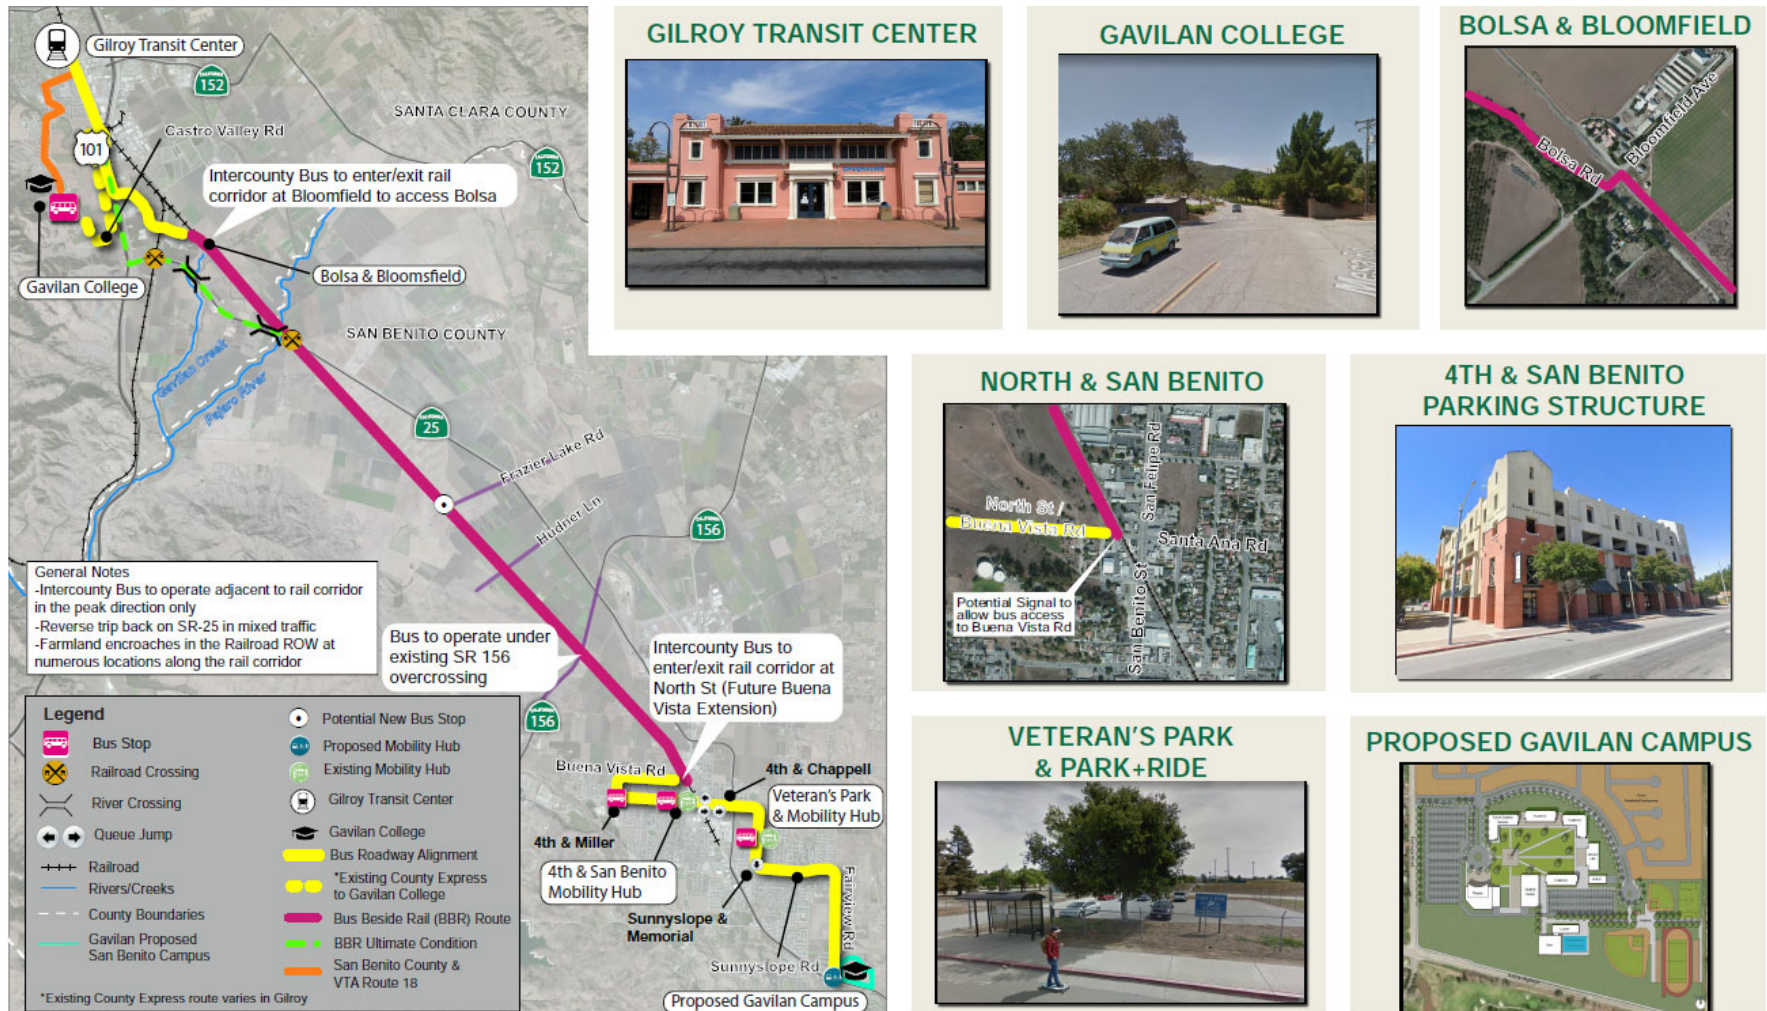 Gilroy Transit Center
152
SANTA CLARA COUNTY
Castro Valley Rd
101
152
Intercounty Bus to enter/exit rail
corridor at Bloomfield to access Bolsa
Bolsa & Bloomsfield
Gavilan College
SAN BENITO COUNTY
Gavilan Creek
Pajaro River
CALIFORNIA
25
Frazier Lake Rd
Hudner Ln
156
General Notes
-Intercounty Bus to operate adjacent to rail corridor
in the peak direction only
-Reverse trip back on SR-25 in mixed traffic
-Farmland encroaches in the Railroad ROW at
numerous locations along the rail corridor
Bus to operate under
existing SR 156
overcrossing
Intercounty Bus to
enter/exit rail corridor at
North St (Future Buena
Vista Extension)
156
Buena Vista Rd
4th & Chappell
Veteran's Park
& Mobility Hub
4th & Miller
4th & San Benito
Mobility Hub
Sunnyslope &
Memorial
Fairview Rd
Sunnyslope Rd
Proposed Gavilan Campus
Legend
Bus Stop
Railroad Crossing
River Crossing
Queue Jump
Railroad
Rivers/Creeks
County Boundaries
Gavilan Proposed
San Benito Campus
Potential New Bus Stop
Proposed Mobility Hub
Existing Mobility Hub
Gilroy Transit Center
Gavilan College
Bus Roadway Alignment
*Existing County Express
to Gavilan College
Bus Beside Rail (BBR) Route
BBR Ultimate Condition
San Benito County &
VTA Route 18
*Existing County Express route varies in Gilroy
GILROY TRANSIT CENTER
GAVILAN COLLEGE
BOLSA & BLOOMFIELD
Bolsa Rd
Bloomfield Ave
NORTH & SAN BENITO
North St /
Buena Vista Rd
San Felipe Rd
Santa Ana Rd
San Benito St
Potential Signal to
allow bus access
to Buena Vista Rd
4TH & SAN BENITO
PARKING STRUCTURE
VETERAN'S PARK
& PARK+RIDE
PROPOSED GAVILAN CAMPUS